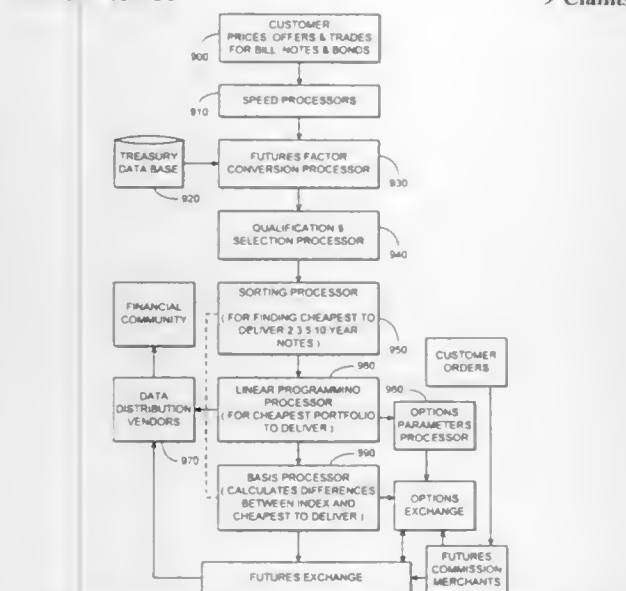 9 Claims
CUSTOMER
PRICES OFFERS & TRADES
FOR BILL NOTES & BONDS
900
SPEED PROCESSORS
910
TREASURY
DATA BASE
920
FUTURES FACTOR
CONVERSION PROCESSOR
930
QUALIFICATION &
SELECTION PROCESSOR
940
FINANCIAL
COMMUNITY
SORTING PROCESSOR
( FOR FINDING CHEAPEST TO
DELIVER 2 3 5 10 YEAR
NOTES )
950
CUSTOMER
ORDERS
960
LINEAR PROGRAMMING
PROCESSOR
( FOR CHEAPEST PORTFOLIO
TO DELIVER )
980
DATA
DISTRIBUTION
VENDORS
970
OPTIONS
PARAMETERS
PROCESSOR
990
BASIS PROCESSOR
( CALCULATES DIFFERENCES
BETWEEN INDEX AND
CHEAPEST TO DELIVER )
OPTIONS
EXCHANGE
FUTURES EXCHANGE
FUTURES
COMMISSION
MERCHANTS